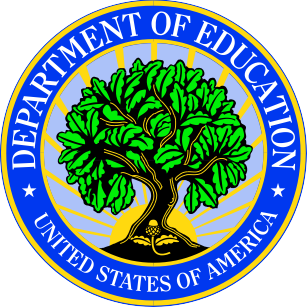 DEPARTMENT OF EDUCATION
UNITED STATES OF AMERICA